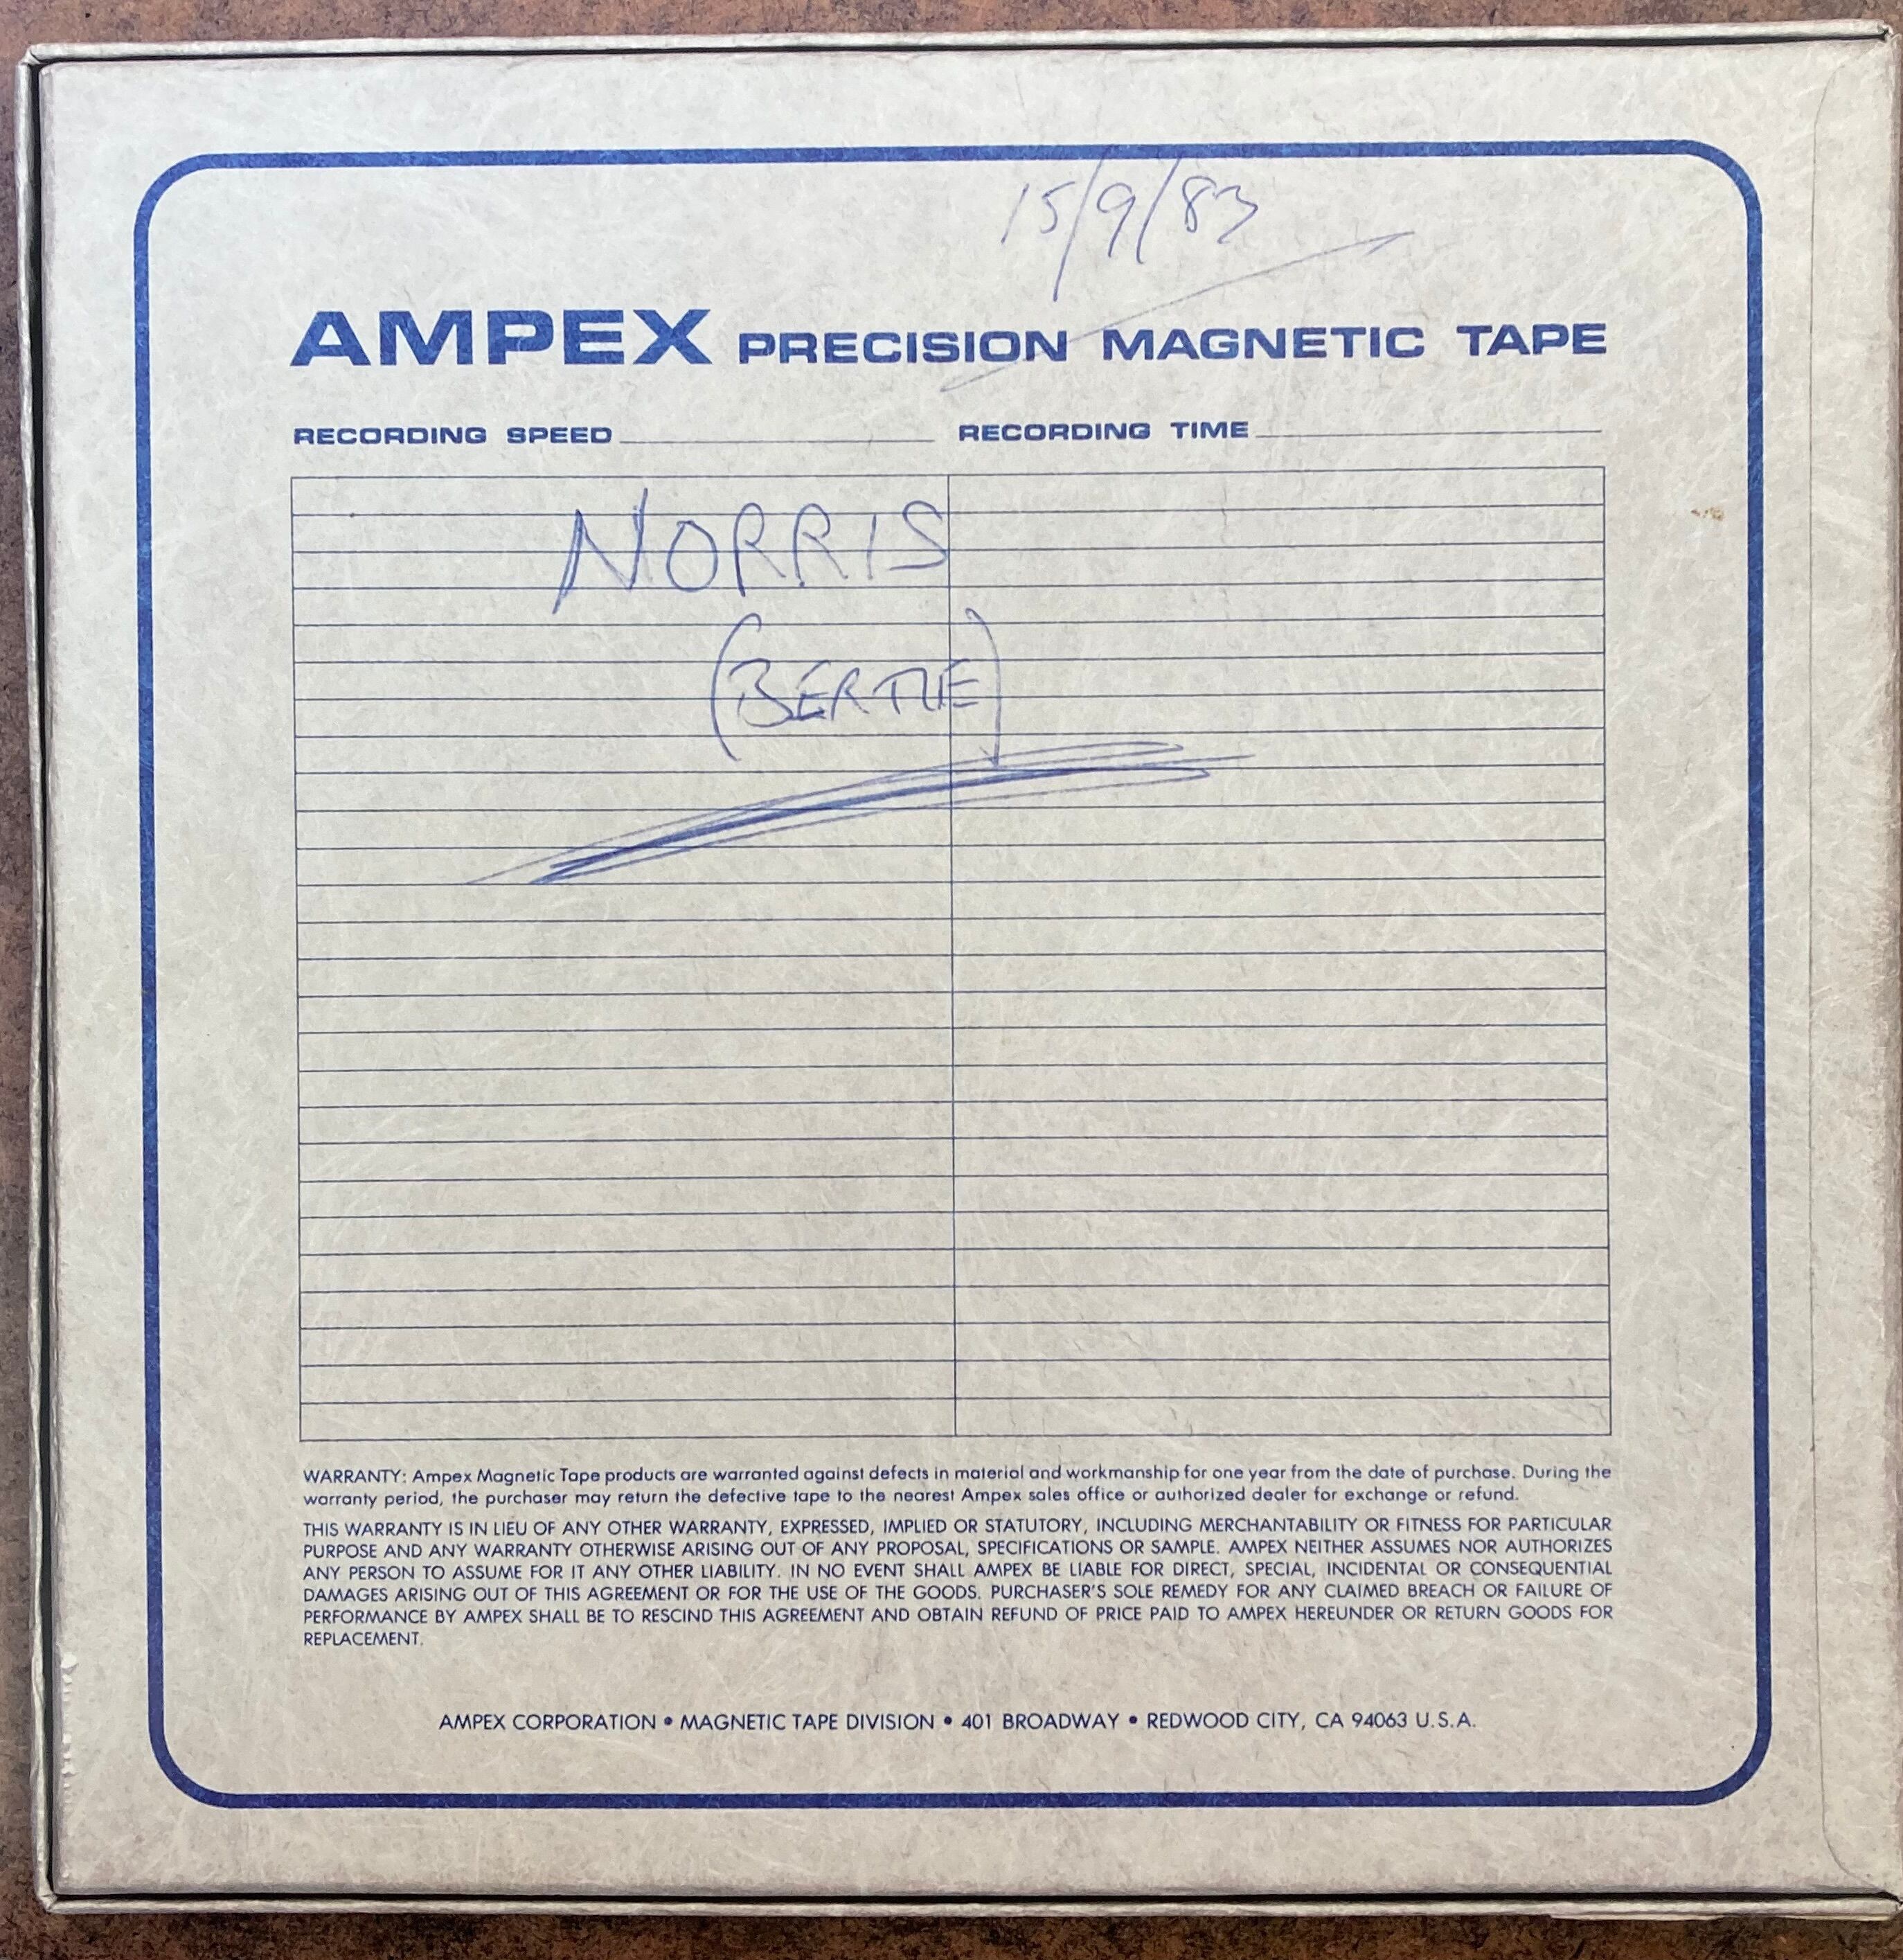 15/9/83
AMPEX PRECISION MAGNETIC TAPE
RECORDING SPEED RECORDING TIME
NORRIS
(BERTIE)
WARRANTY: Ampex Magnetic Tape products are warranted against defects in material and workmanship for one year from the date of purchase. During the
warranty period, the purchaser may return the defective tape to the nearest Ampex sales office or authorized dealer for exchange or refund.
THIS WARRANTY IS IN LIEU OF ANY OTHER WARRANTY, EXPRESSED, IMPLIED OR STATUTORY, INCLUDING MERCHANTABILITY OR FITNESS FOR PARTICULAR
PURPOSE AND ANY WARRANTY OTHERWISE ARISING OUT OF ANY PROPOSAL, SPECIFICATIONS OR SAMPLE. AMPEX NEITHER ASSUMES NOR AUTHORIZES
ANY PERSON TO ASSUME FOR IT ANY OTHER LIABILITY. IN NO EVENT SHALL AMPEX BE LIABLE FOR DIRECT, SPECIAL, INCIDENTAL OR CONSEQUENTIAL
DAMAGES ARISING OUT OF THIS AGREEMENT OR FOR THE USE OF THE GOODS. PURCHASER'S SOLE REMEDY FOR ANY CLAIMED BREACH OR FAILURE OF
PERFORMANCE BY AMPEX SHALL BE TO RESCIND THIS AGREEMENT AND OBTAIN REFUND OF PRICE PAID TO AMPEX HEREUNDER OR RETURN GOODS FOR
REPLACEMENT.
AMPEX CORPORATION • MAGNETIC TAPE DIVISION • 401 BROADWAY • REDWOOD CITY, CA 94063 U.S.A.